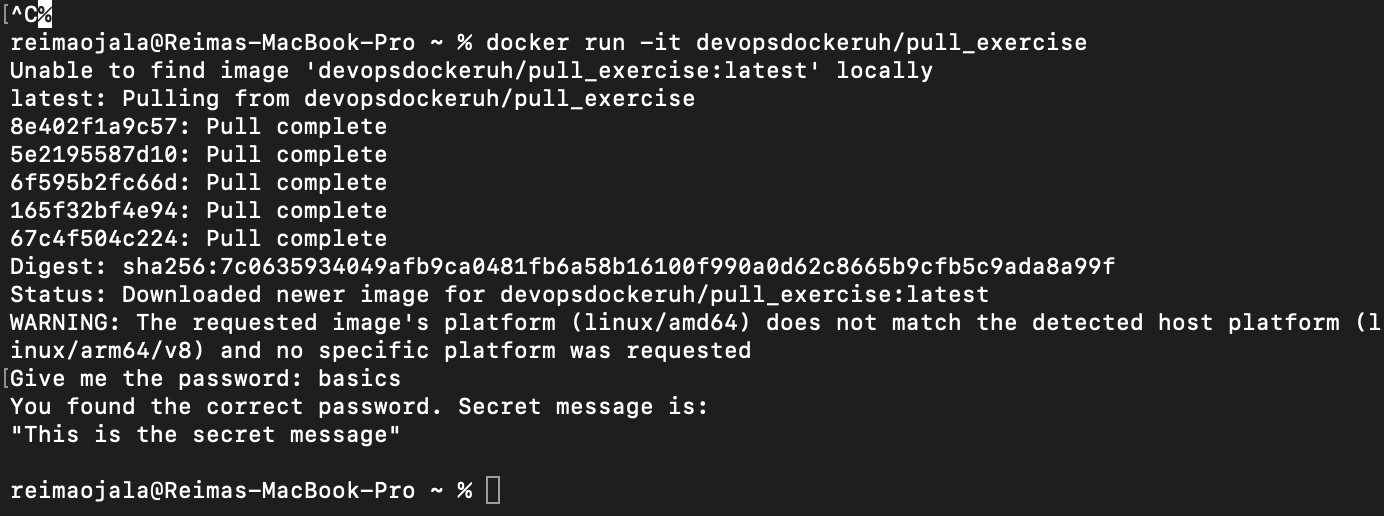 ^C%
reimaojala@Reimas-MacBook-Pro ~ % docker run -it devopsdockeruh/pull_exercise
Unable to find image 'devopsdockeruh/pull_exercise:latest' locally
latest: Pulling from devopsdockeruh/pull_exercise
8e402f1a9c57: Pull complete
5e2195587d10: Pull complete
6f595b2fc66d: Pull complete
165f32bf4e94: Pull complete
67c4f504c224: Pull complete
Digest: sha256:7c0635934049afb9ca0481fb6a58b16100f990a0d62c8665b9cfb5c9ada8a99f
Status: Downloaded newer image for devopsdockeruh/pull_exercise:latest
WARNING: The requested image's platform (linux/amd64) does not match the detected host platform (l
inux/arm64/v8) and no specific platform was requested
Give me the password: basics
You found the correct password. Secret message is:
"This is the secret message"
reimaojala@Reimas-MacBook-Pro ~ %